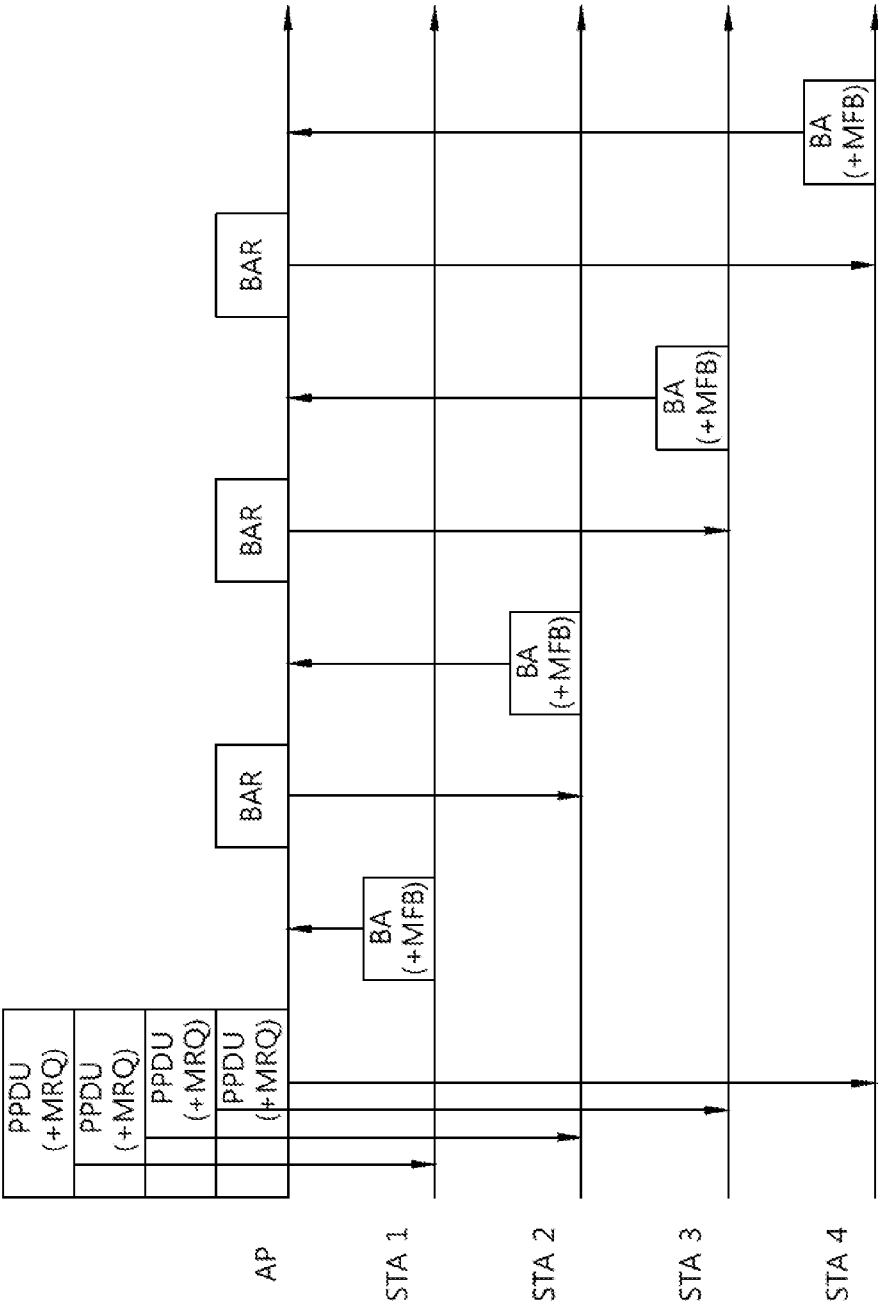 PPDU
(+MRQ)
PPDU
(+MRQ)
PPDU
(+MRQ)
PPDU
(+MRQ)
BAR
BAR
BAR
AP
BA
(+MFB)
STA 1
BA
(+MFB)
STA 2
BA
(+MFB)
STA 3
BA
(+MFB)
STA 4